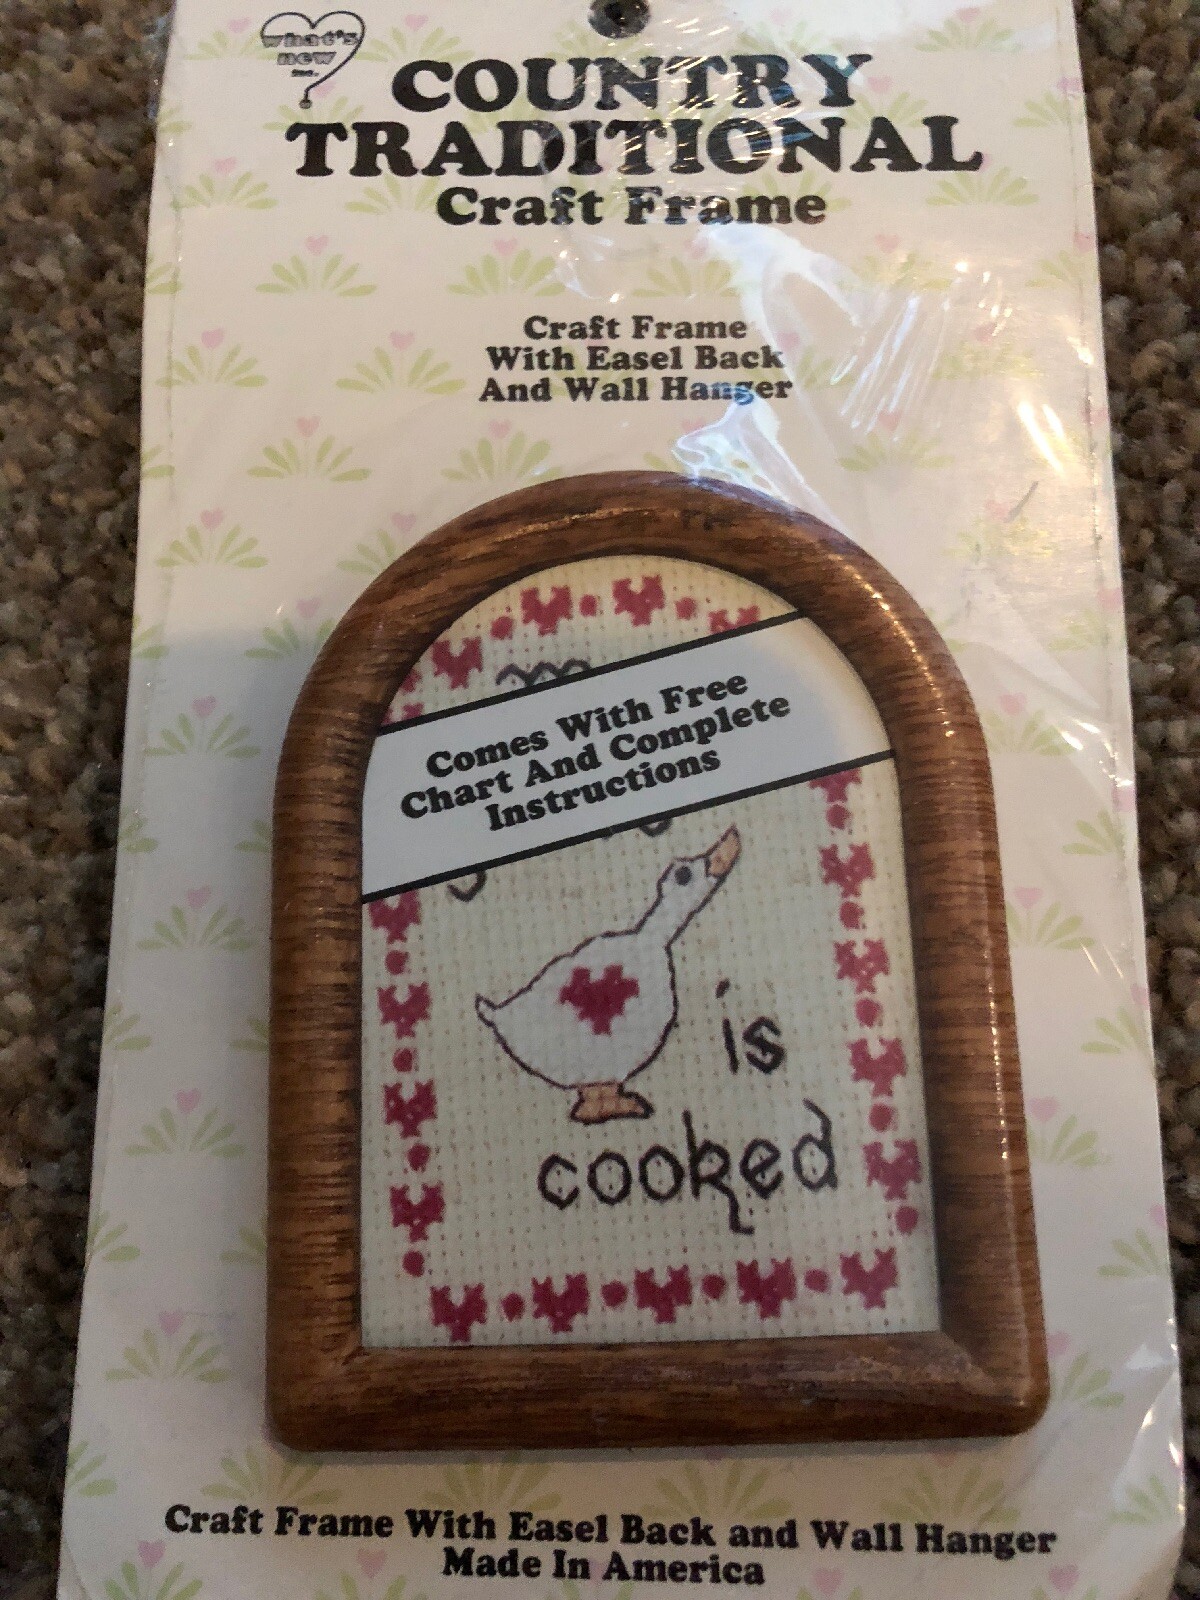 what's
new
inc.
COUNTRY
TRADITIONAL
Craft Frame
Craft Frame
With Easel Back
And Wall Hanger
Comes With Free
Chart And Complete
Instructions
is
cooked
Craft Frame With Easel Back and Wall Hanger
Made In America